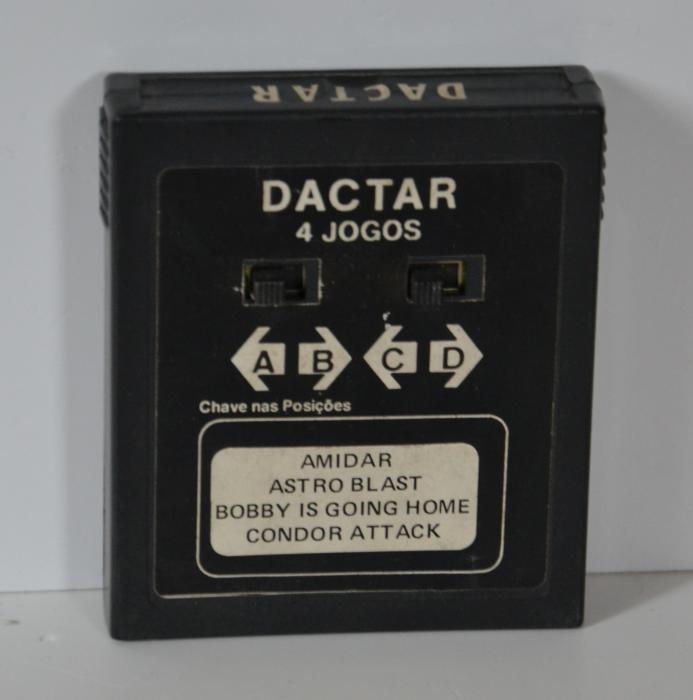 DACTAR
DACTAR
4 JOGOS
A B C D
Chave nas Posições
AMIDAR
ASTRO BLAST
BOBBY IS GOING HOME
CONDOR ATTACK